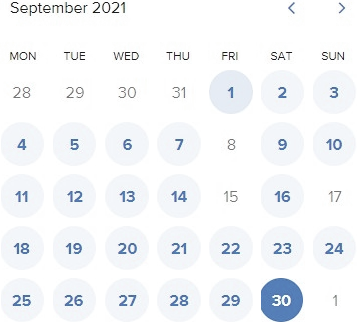 September 2021 < >
MON TUE WED THU FRI SAT SUN
28 29 30 31 1 2 3
4 5 6 7 8 9 10
11 12 13 14 15 16 17
18 19 20 21 22 23 24
25 26 27 28 29 30 1